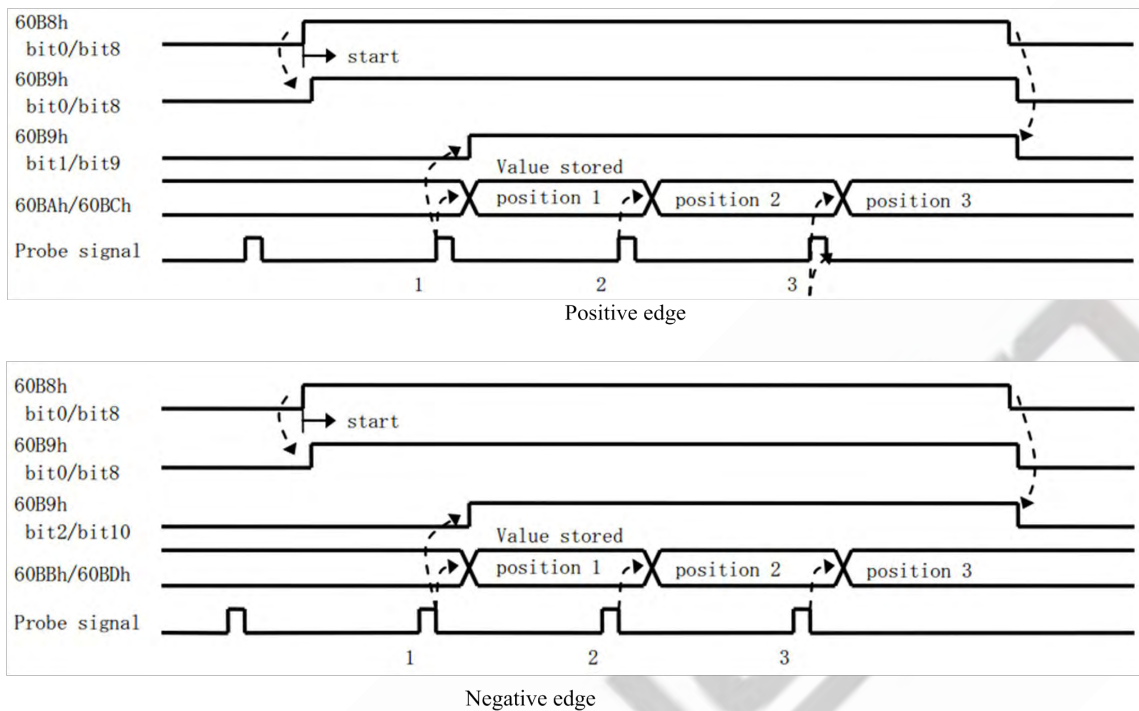 60B8h
bit0/bit8
start
60B9h
bit0/bit8
60B9h
bit1/bit9
Value stored
60BAh/60BCh
position 1
position 2
position 3
Probe signal
1
2
3
Positive edge
60B8h
bit0/bit8
start
60B9h
bit0/bit8
60B9h
bit2/bit10
Value stored
60BBh/60BDh
position 1
position 2
position 3
Probe signal
1
2
3
Negative edge